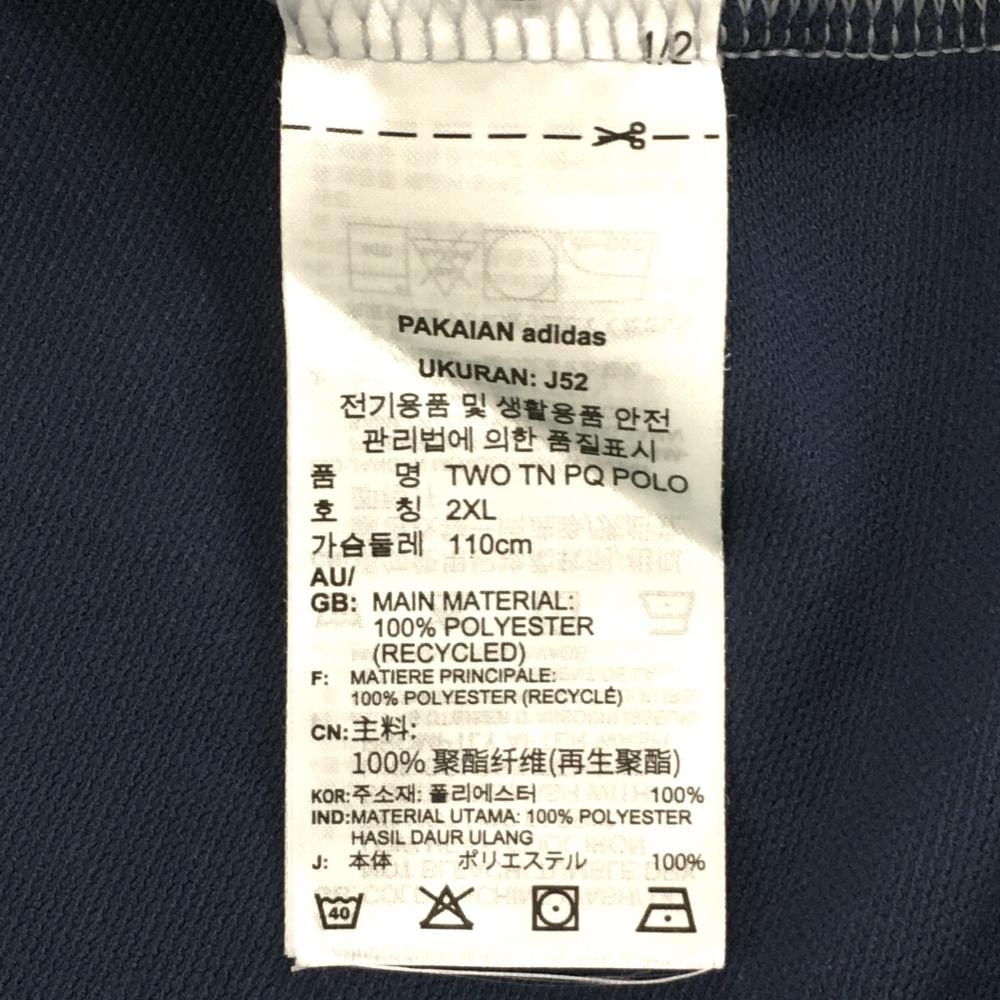 1/2
PAKAIAN adidas
UKURAN: J52
전기용품 및 생활용품 안전
관리법에 의한 품질표시
품 명 TWO TN PQ POLO
호 칭 2XL
가슴둘레 110cm
AU/
GB: MAIN MATERIAL:
100% POLYESTER
(RECYCLED)
F: MATIERE PRINCIPALE:
100% POLYESTER (RECYCLÉ)
CN:主料:
100% 聚酯纤维(再生聚酯)
KOR:주소재: 폴리에스터 100%
IND:MATERIAL UTAMA: 100% POLYESTER
HASIL DAUR ULANG
J: 本体 ポリエステル 100%
40